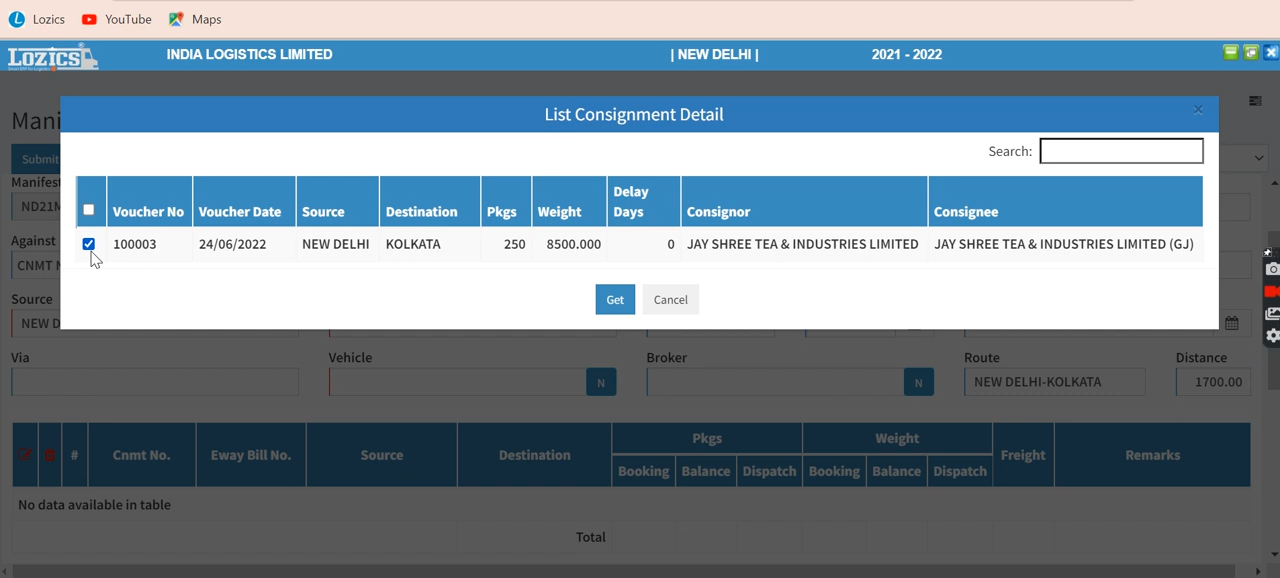 Lozics YouTube Maps
LOZICS INDIA LOGISTICS LIMITED | NEW DELHI | 2021 - 2022
List Consignment Detail ×
Mani
Search:
Submit
Manifes
Voucher No Voucher Date Source Destination Pkgs Weight Delay Days Consignor Consignee
ND21M
100003 24/06/2022 NEW DELHI KOLKATA 250 8500.000 0 JAY SHREE TEA & INDUSTRIES LIMITED JAY SHREE TEA & INDUSTRIES LIMITED (GJ)
Against
CNMT N
Get Cancel
Source
NEW D
Via Vehicle Broker Route Distance
N N NEW DELHI-KOLKATA 1700.00
# Cnmt No. Eway Bill No. Source Destination Pkgs Weight Freight Remarks
Booking Balance Dispatch Booking Balance Dispatch
No data available in table
Total